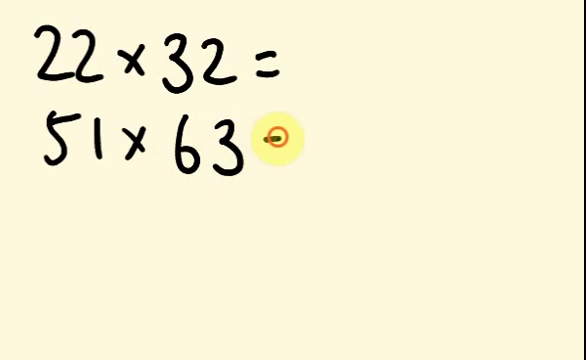 22 × 32 =
51 × 63 -